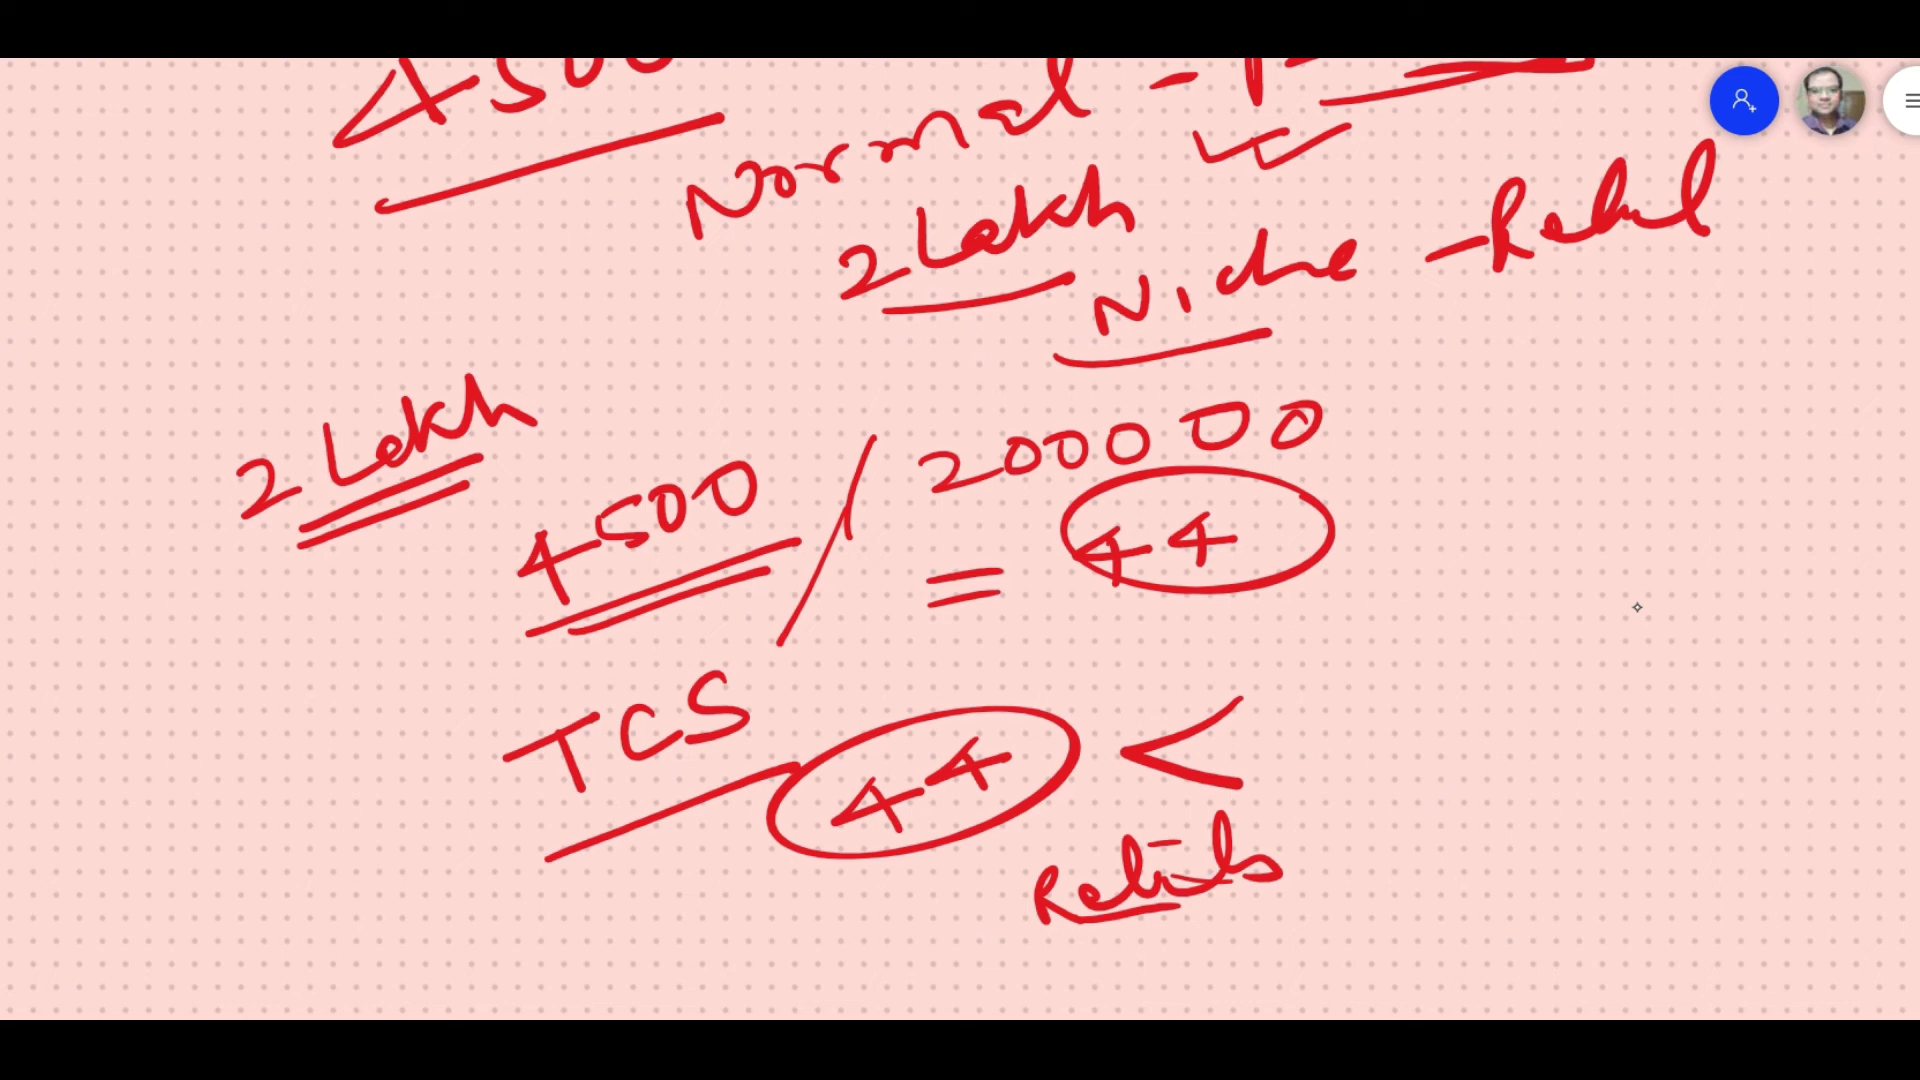 4500
Normal -
2 Lakh
Niche -
2 Lakh
4500 / 200000
= 44
TCS 44 <